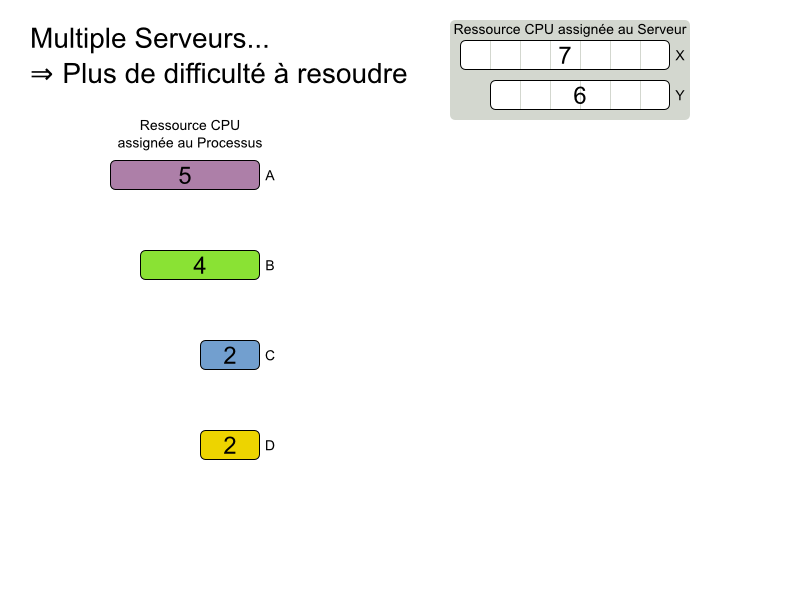 Multiple Serveurs...
⇒ Plus de difficulté à resoudre
Ressource CPU assignée au Serveur
7 X
6 Y
Ressource CPU
assignée au Processus
5 A
4 B
2 C
2 D